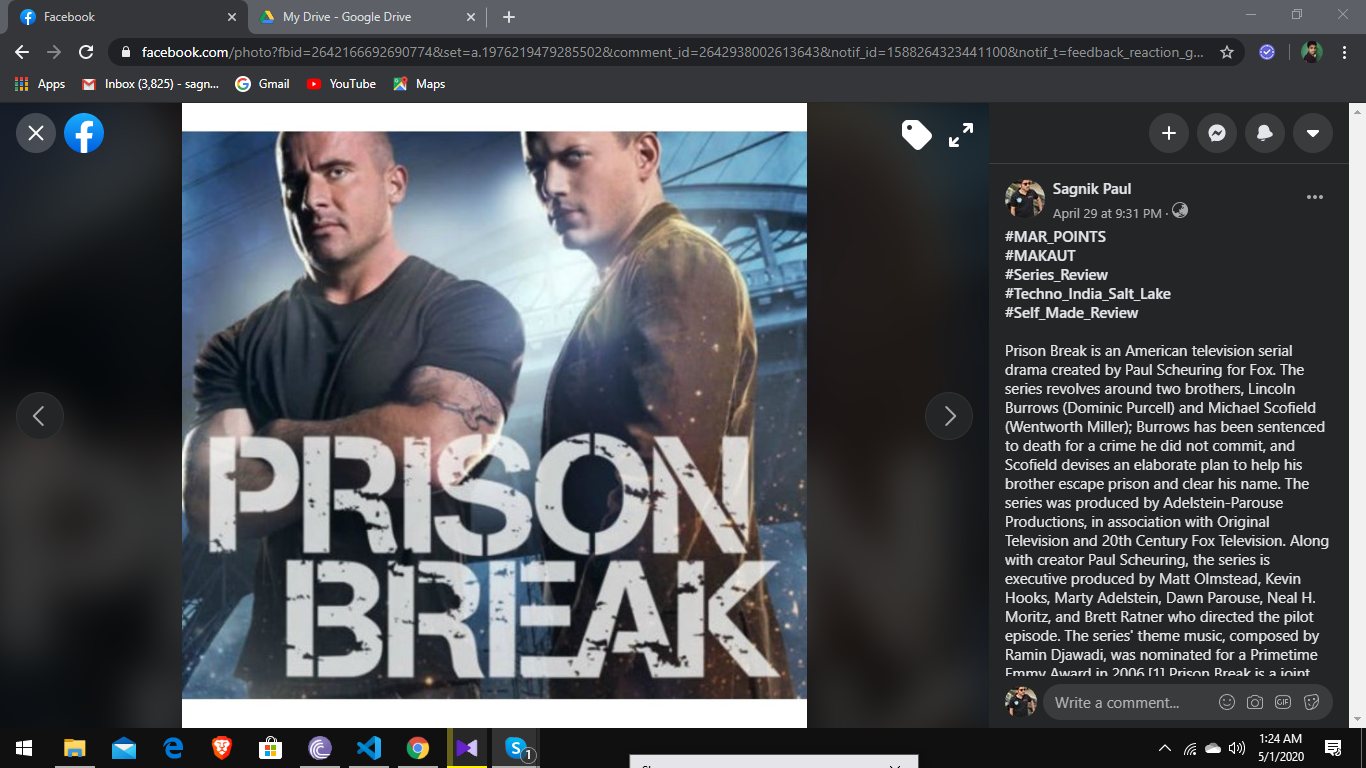 Facebook
My Drive - Google Drive
facebook.com/photo?fbid=2642166692690774&set=a.1976219479285502&comment_id=2642938002613643&notif_id=1588264323441100&notif_t=feedback_reaction_g...
Apps
Inbox (3,825) - sagn...
Gmail
YouTube
Maps
PRISON
BREAK
Sagnik Paul
April 29 at 9:31 PM ·
#MAR_POINTS
#MAKAUT
#Series_Review
#Techno_India_Salt_Lake
#Self_Made_Review
Prison Break is an American television serial
drama created by Paul Scheuring for Fox. The
series revolves around two brothers, Lincoln
Burrows (Dominic Purcell) and Michael Scofield
(Wentworth Miller); Burrows has been sentenced
to death for a crime he did not commit, and
Scofield devises an elaborate plan to help his
brother escape prison and clear his name. The
series was produced by Adelstein-Parouse
Productions, in association with Original
Television and 20th Century Fox Television. Along
with creator Paul Scheuring, the series is
executive produced by Matt Olmstead, Kevin
Hooks, Marty Adelstein, Dawn Parouse, Neal H.
Moritz, and Brett Ratner who directed the pilot
episode. The series' theme music, composed by
Ramin Djawadi, was nominated for a Primetime
Emmy Award in 2006.[1] Prison Break is a joint
Write a comment...
GIF
1
1:24 AM
5/1/2020